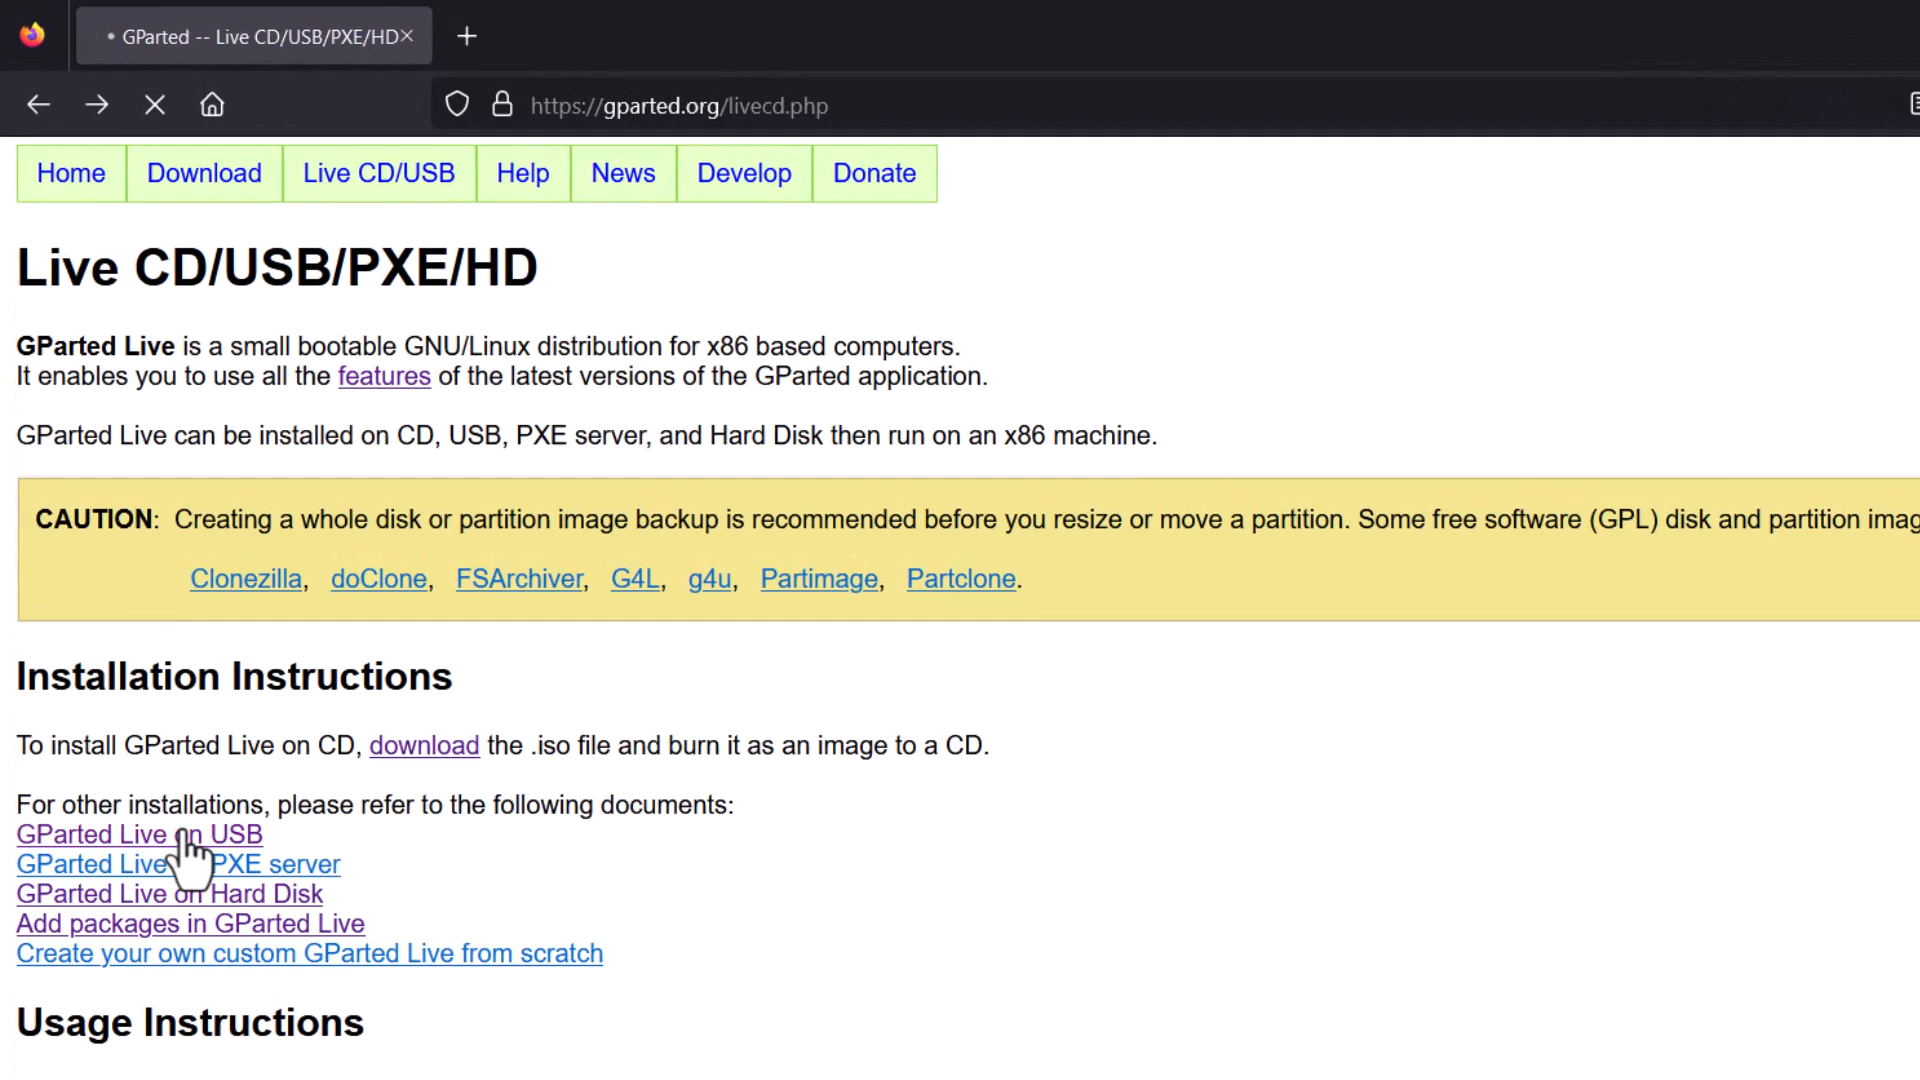 GParted -- Live CD/USB/PXE/HD
https://gparted.org/livecd.php
Home Download Live CD/USB Help News Develop Donate
Live CD/USB/PXE/HD
GParted Live is a small bootable GNU/Linux distribution for x86 based computers.
It enables you to use all the features of the latest versions of the GParted application.
GParted Live can be installed on CD, USB, PXE server, and Hard Disk then run on an x86 machine.
CAUTION: Creating a whole disk or partition image backup is recommended before you resize or move a partition. Some free software (GPL) disk and partition imag
Clonezilla, doClone, FSArchiver, G4L, g4u, Partimage, Partclone.
Installation Instructions
To install GParted Live on CD, download the .iso file and burn it as an image to a CD.
For other installations, please refer to the following documents:
GParted Live on USB
GParted Live PXE server
GParted Live on Hard Disk
Add packages in GParted Live
Create your own custom GParted Live from scratch
Usage Instructions